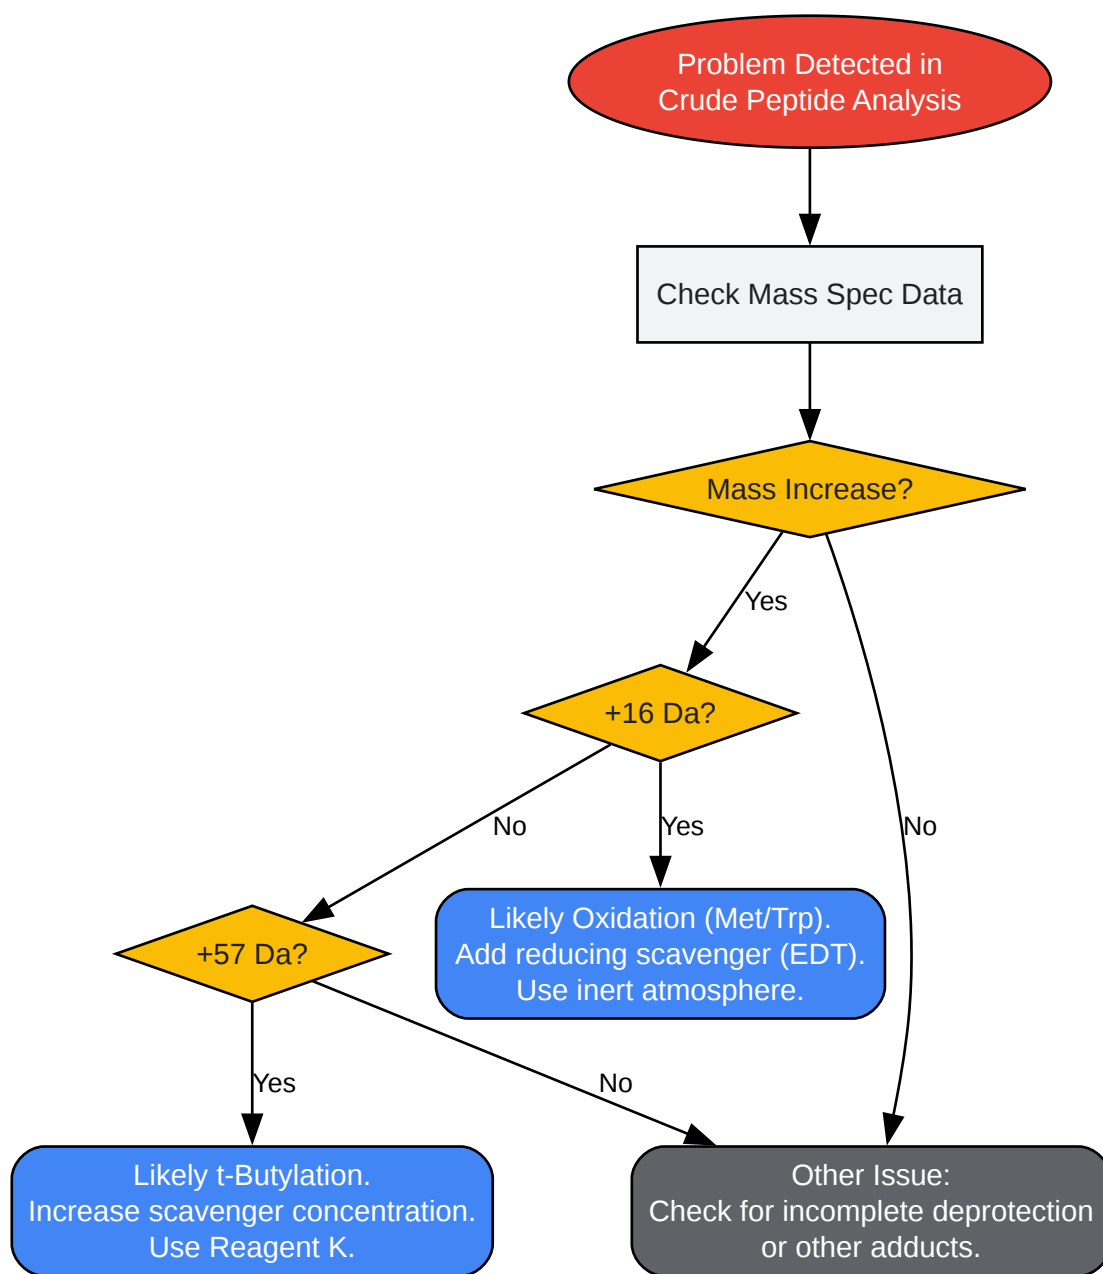 Problem Detected in
Crude Peptide Analysis
Check Mass Spec Data
Mass Increase?
Yes
+16 Da?
No
Yes
No
Likely Oxidation (Met/Trp).
Add reducing scavenger (EDT).
Use inert atmosphere.
+57 Da?
Yes
No
Likely t-Butylation.
Increase scavenger concentration.
Use Reagent K.
Other Issue:
Check for incomplete deprotection
or other adducts.